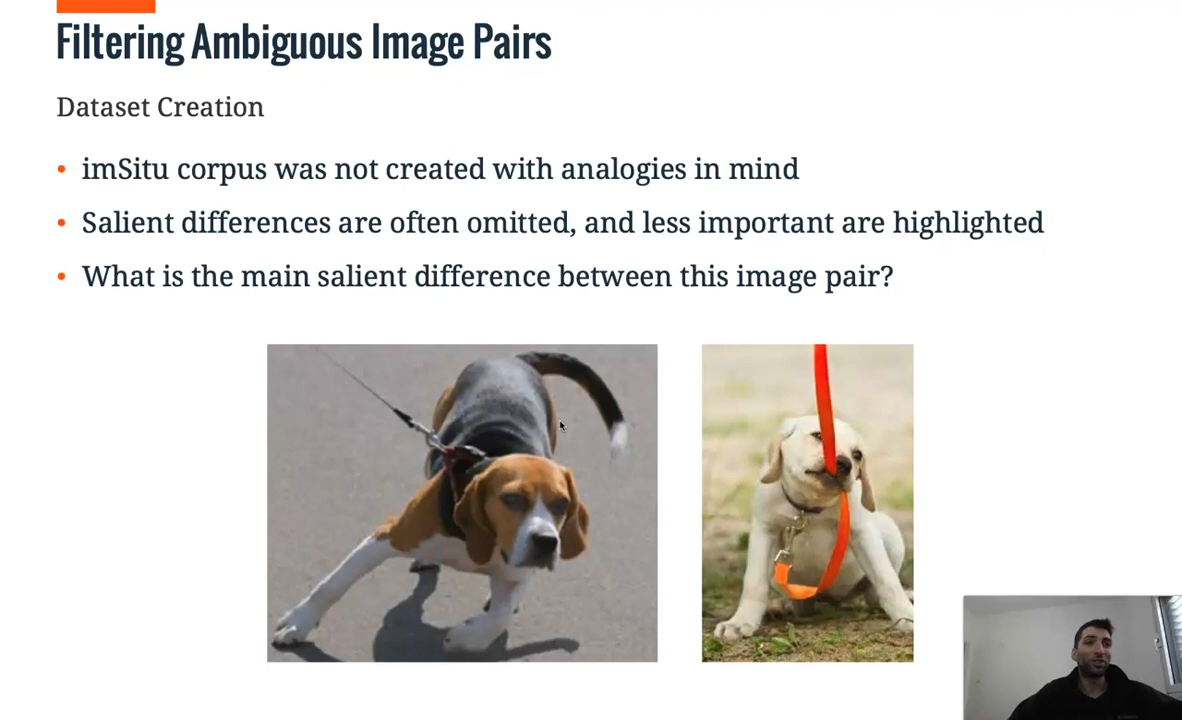 Filtering Ambiguous Image Pairs
Dataset Creation
• imSitu corpus was not created with analogies in mind
• Salient differences are often omitted, and less important are highlighted
• What is the main salient difference between this image pair?